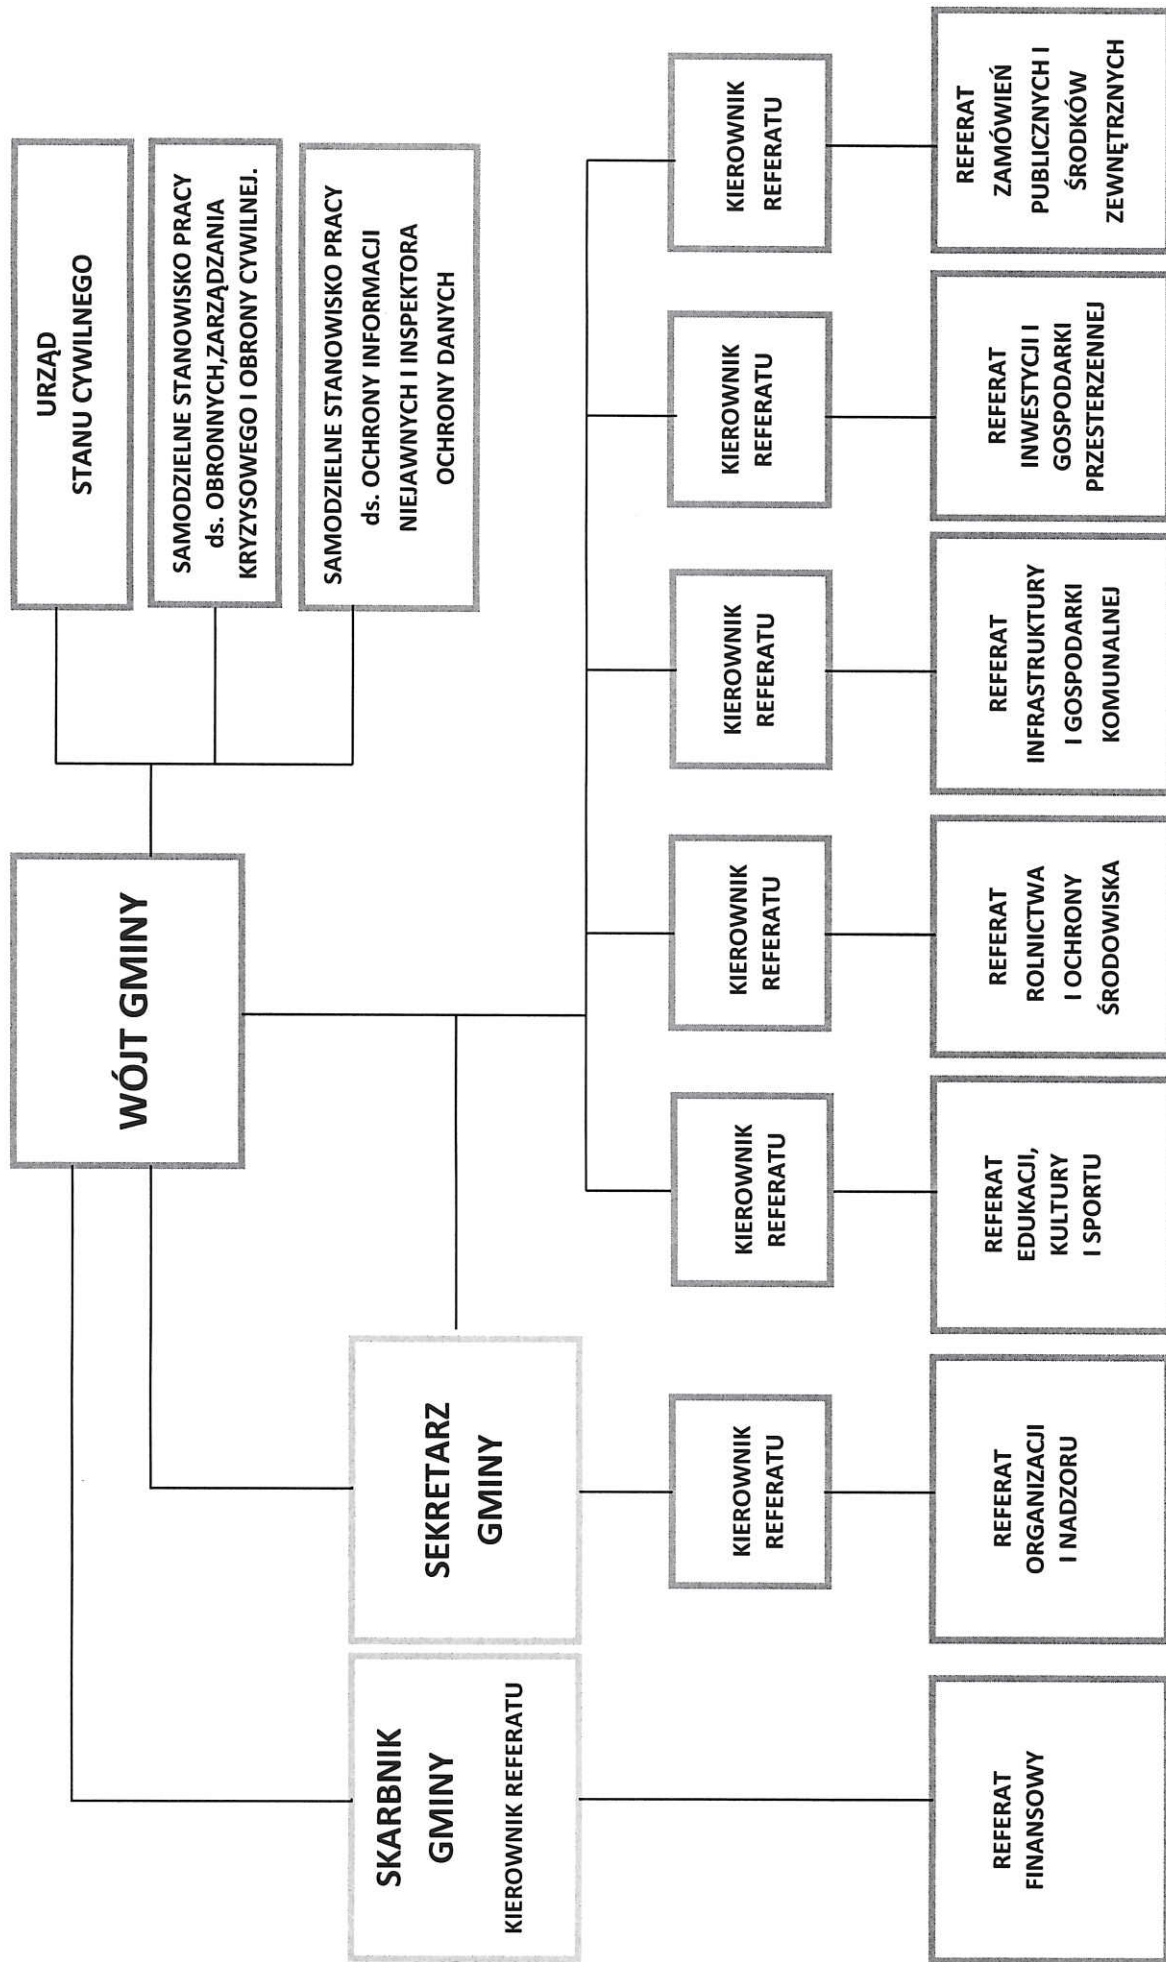 WÓJT GMINY
URZĄD
STANU CYWILNEGO
SAMODZIELNE STANOWISKO PRACY
ds. OBRONNYCH,ZARZĄDZANIA
KRYZYSOWEGO I OBRONY CYWILNEJ.
SAMODZIELNE STANOWISKO PRACY
ds. OCHRONY INFORMACJI
NIEJAWNYCH I INSPEKTORA
OCHRONY DANYCH
SKARBNIK
GMINY
KIEROWNIK REFERATU
SEKRETARZ
GMINY
KIEROWNIK
REFERATU
KIEROWNIK
REFERATU
KIEROWNIK
REFERATU
KIEROWNIK
REFERATU
KIEROWNIK
REFERATU
KIEROWNIK
REFERATU
REFERAT
FINANSOWY
REFERAT
ORGANIZACJI
I NADZORU
REFERAT
EDUKACJI,
KULTURY
I SPORTU
REFERAT
ROLNICTWA
I OCHRONY
ŚRODOWISKA
REFERAT
INFRASTRUKTURY
I GOSPODARKI
KOMUNALNEJ
REFERAT
INWESTYCJI I
GOSPODARKI
PRZESTERZENNEJ
REFERAT
ZAMÓWIEŃ
PUBLICZNYCH I
ŚRODKÓW
ZEWNĘTRZNYCH